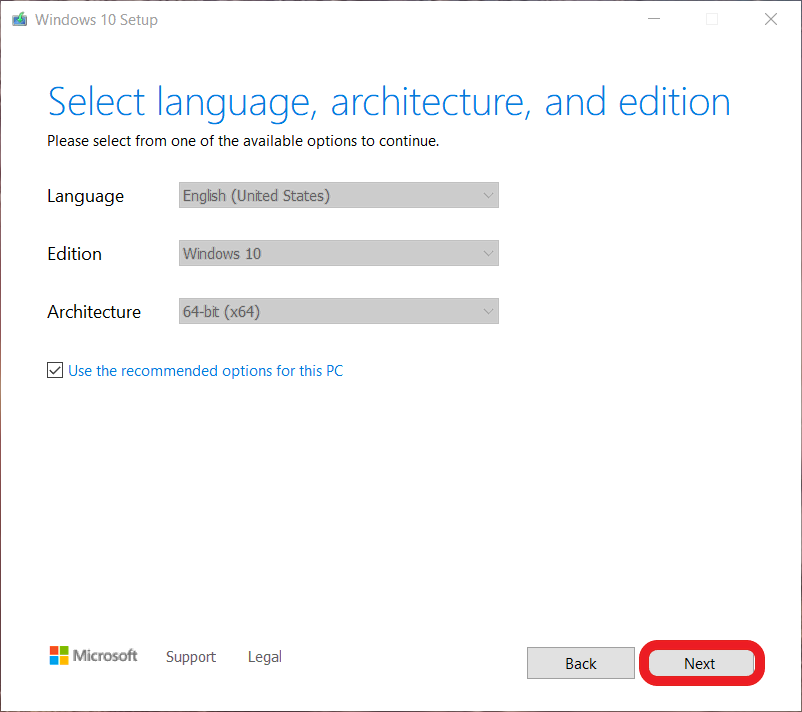 Windows 10 Setup
Select language, architecture, and edition
Please select from one of the available options to continue.
Language English (United States)
Edition Windows 10
Architecture 64-bit (x64)
Use the recommended options for this PC
Microsoft Support Legal Back Next